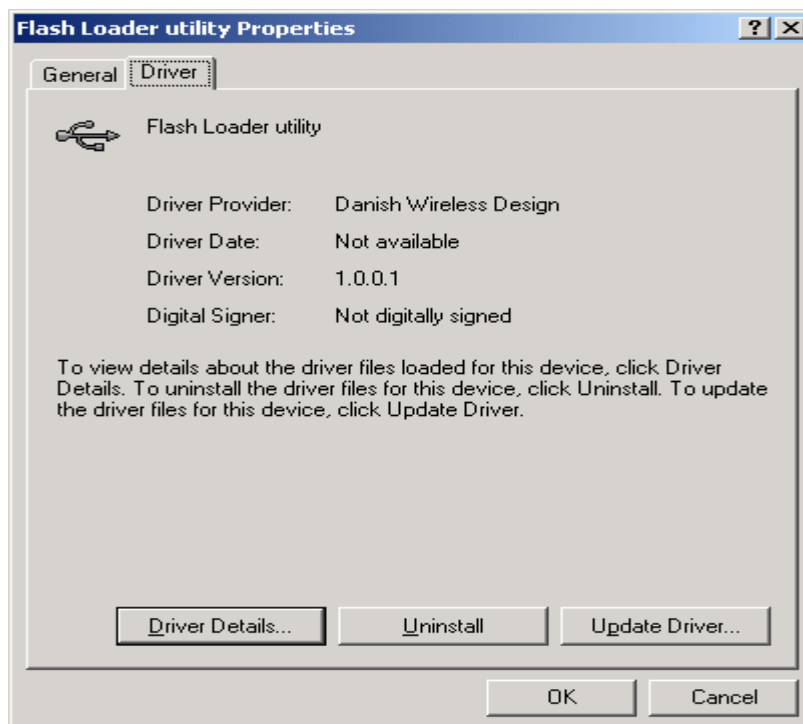 Flash Loader utility Properties
General
Driver
Flash Loader utility
Driver Provider: Danish Wireless Design
Driver Date: Not available
Driver Version: 1.0.0.1
Digital Signer: Not digitally signed
To view details about the driver files loaded for this device, click Driver
Details. To uninstall the driver files for this device, click Uninstall. To update
the driver files for this device, click Update Driver.
Driver Details...
Uninstall
Update Driver...
OK
Cancel